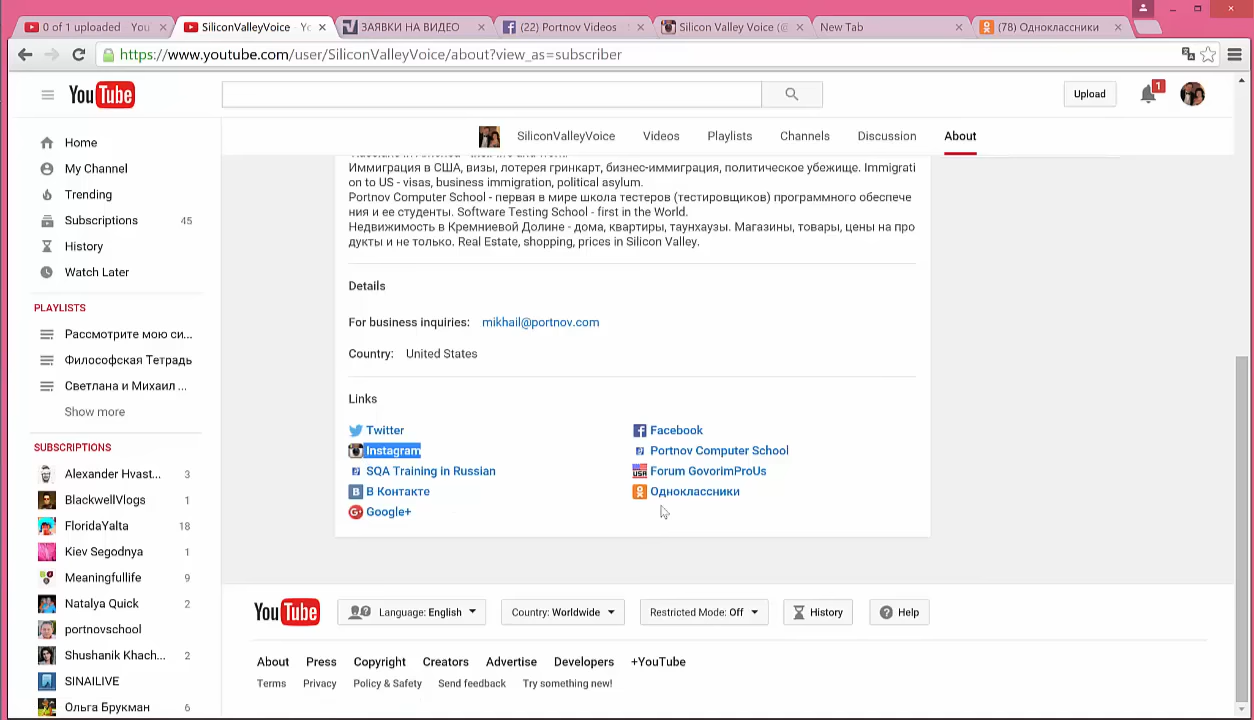 0 of 1 uploaded - You
SiliconValleyVoice - Yo
ЗАЯВКИ НА ВИДЕО
(22) Portnov Videos
Silicon Valley Voice (@
New Tab
(78) Одноклассники
https://www.youtube.com/user/SiliconValleyVoice/about?view_as=subscriber
YouTube
Upload
1
SiliconValleyVoice
Videos
Playlists
Channels
Discussion
About
Home
My Channel
Trending
Subscriptions 45
History
Watch Later
PLAYLISTS
Рассмотрите мою си...
Философская Тетрадь
Светлана и Михаил ...
Show more
SUBSCRIPTIONS
Alexander Hvast... 3
BlackwellVlogs 1
FloridaYalta 18
Kiev Segodnya 1
Meaningfullife 9
Natalya Quick 2
portnovschool
Shushanik Khach... 2
SINAILIVE
Ольга Брукман 6
Иммиграция в США, визы, лотерея гринкарт, бизнес-иммиграция, политическое убежище. Immigrati
on to US - visas, business immigration, political asylum.
Portnov Computer School - первая в мире школа тестеров (тестировщиков) программного обеспече
ния и ее студенты. Software Testing School - first in the World.
Недвижимость в Кремниевой Долине - дома, квартиры, таунхаузы. Магазины, товары, цены на про
дукты и не только. Real Estate, shopping, prices in Silicon Valley.
Details
For business inquiries: mikhail@portnov.com
Country: United States
Links
Twitter
Facebook
Instagram
Portnov Computer School
SQA Training in Russian
Forum GovorimProUs
В Контакте
Одноклассники
Google+
YouTube
Language: English
Country: Worldwide
Restricted Mode: Off
History
Help
About
Press
Copyright
Creators
Advertise
Developers
+YouTube
Terms
Privacy
Policy & Safety
Send feedback
Try something new!